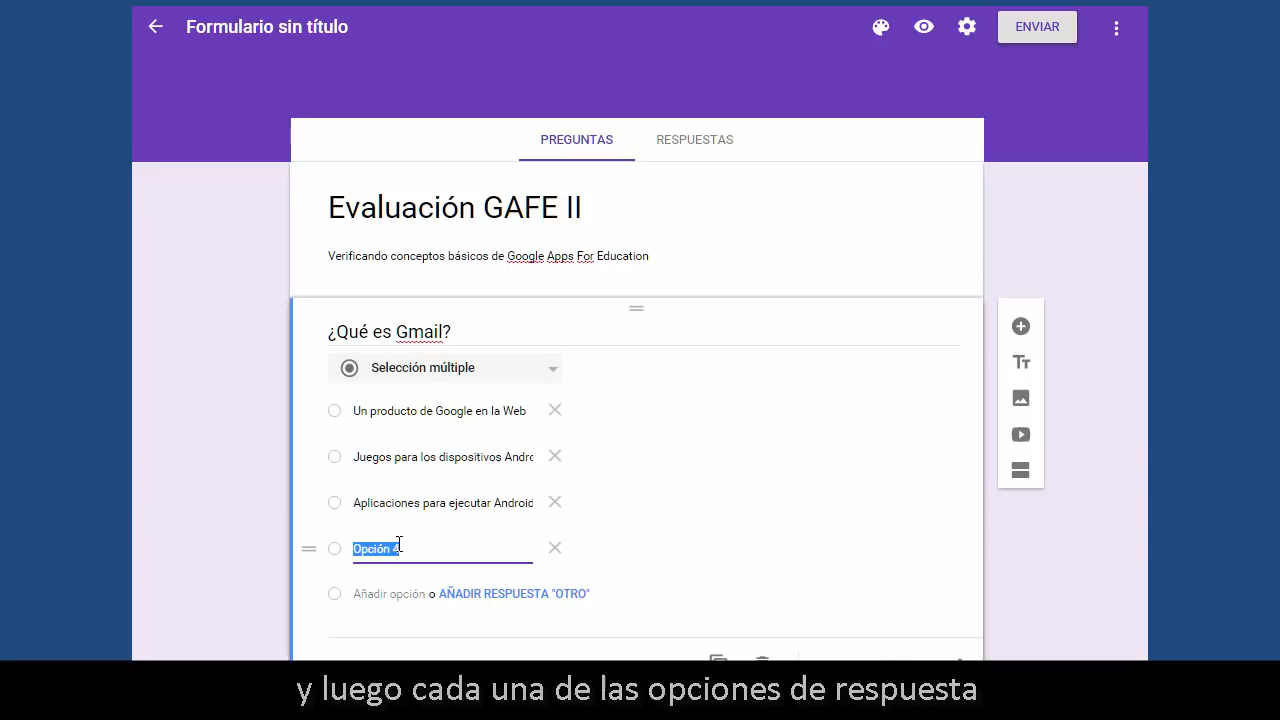 Formulario sin título
ENVIAR
PREGUNTAS RESPUESTAS
Evaluación GAFE II
Verificando conceptos básicos de Google Apps For Education
¿Qué es Gmail?
Selección múltiple
Un producto de Google en la Web
Juegos para los dispositivos Andro
Aplicaciones para ejecutar Android
Opción 4
Añadir opción o AÑADIR RESPUESTA "OTRO"
y luego cada una de las opciones de respuesta